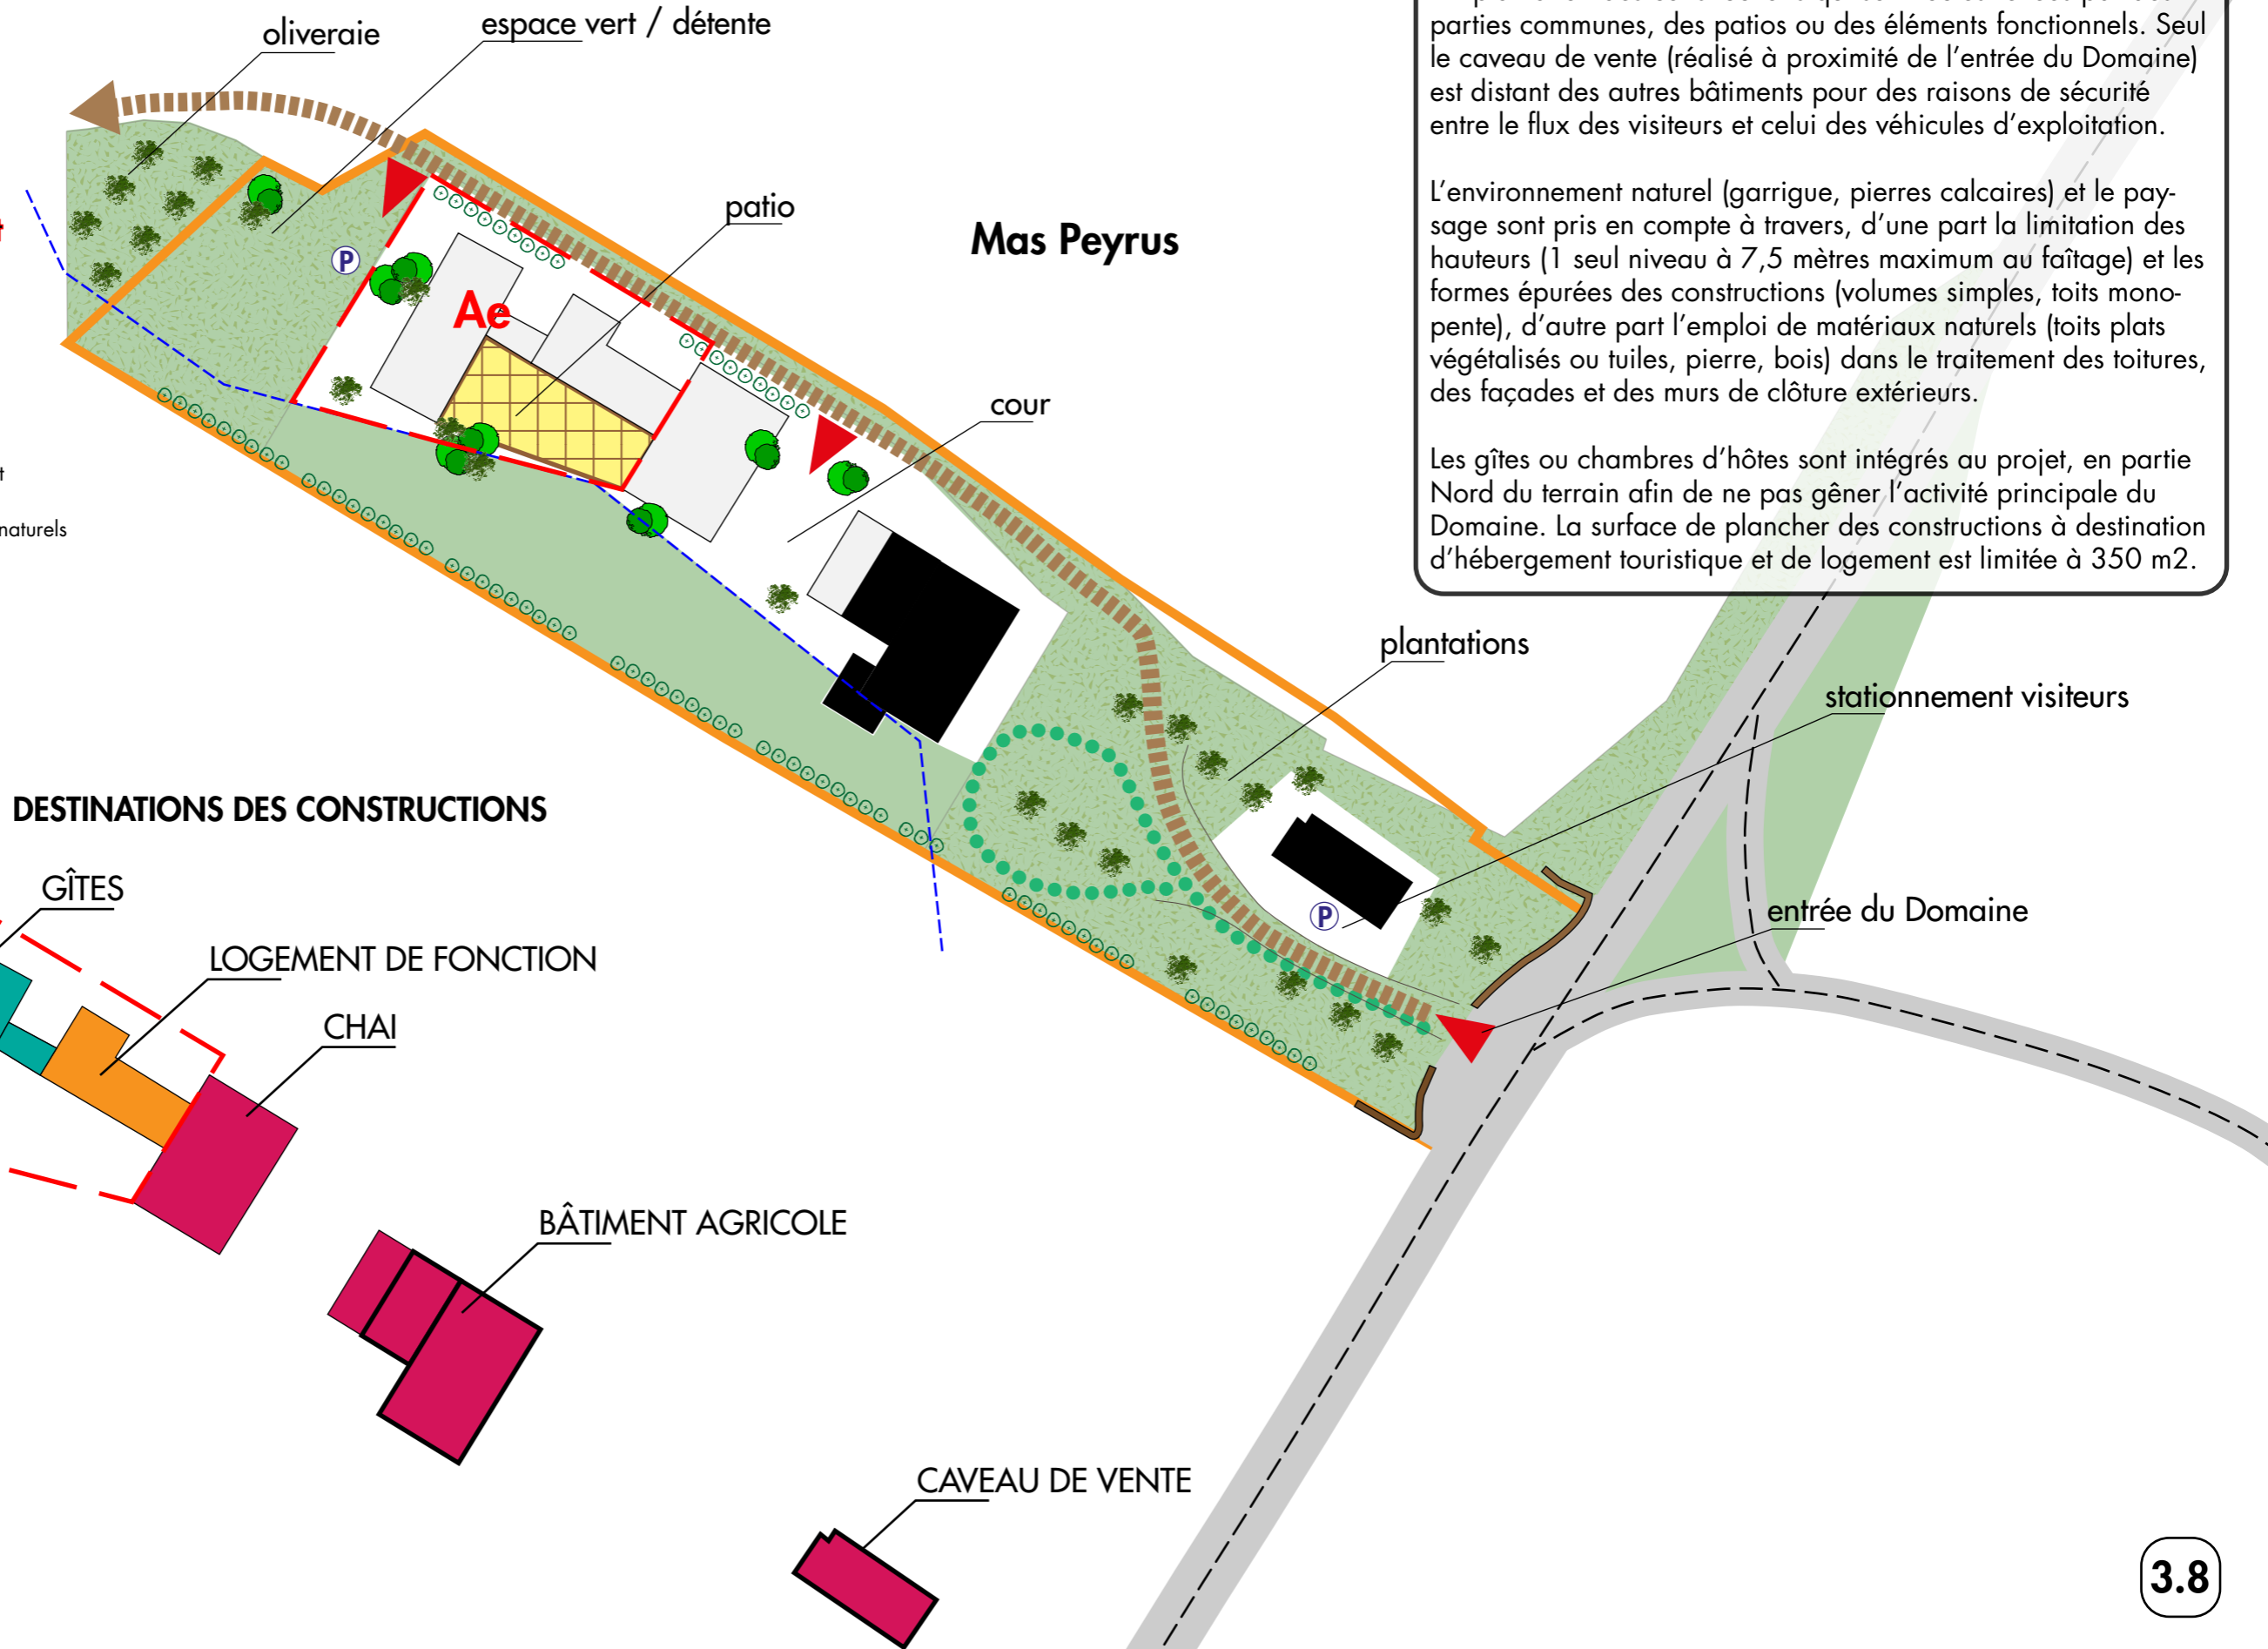 parties communes, des patios ou des éléments fonctionnels. Seul
le caveau de vente (réalisé à proximité de l'entrée du Domaine)
est distant des autres bâtiments pour des raisons de sécurité
entre le flux des visiteurs et celui des véhicules d'exploitation.
L'environnement naturel (garrigue, pierres calcaires) et le pay-
sage sont pris en compte à travers, d'une part la limitation des
hauteurs (1 seul niveau à 7,5 mètres maximum au faîtage) et les
formes épurées des constructions (volumes simples, toits mono-
pente), d'autre part l'emploi de matériaux naturels (toits plats
végétalisés ou tuiles, pierre, bois) dans le traitement des toitures,
des façades et des murs de clôture extérieurs.
Les gîtes ou chambres d'hôtes sont intégrés au projet, en partie
Nord du terrain afin de ne pas gêner l'activité principale du
Domaine. La surface de plancher des constructions à destination
d'hébergement touristique et de logement est limitée à 350 m2.
oliveraie
espace vert / détente
patio
Mas Peyrus
P
Ae
cour
t
t
naturels
plantations
stationnement visiteurs
P
entrée du Domaine
DESTINATIONS DES CONSTRUCTIONS
GÎTES
LOGEMENT DE FONCTION
CHAI
BÂTIMENT AGRICOLE
CAVEAU DE VENTE
3.8